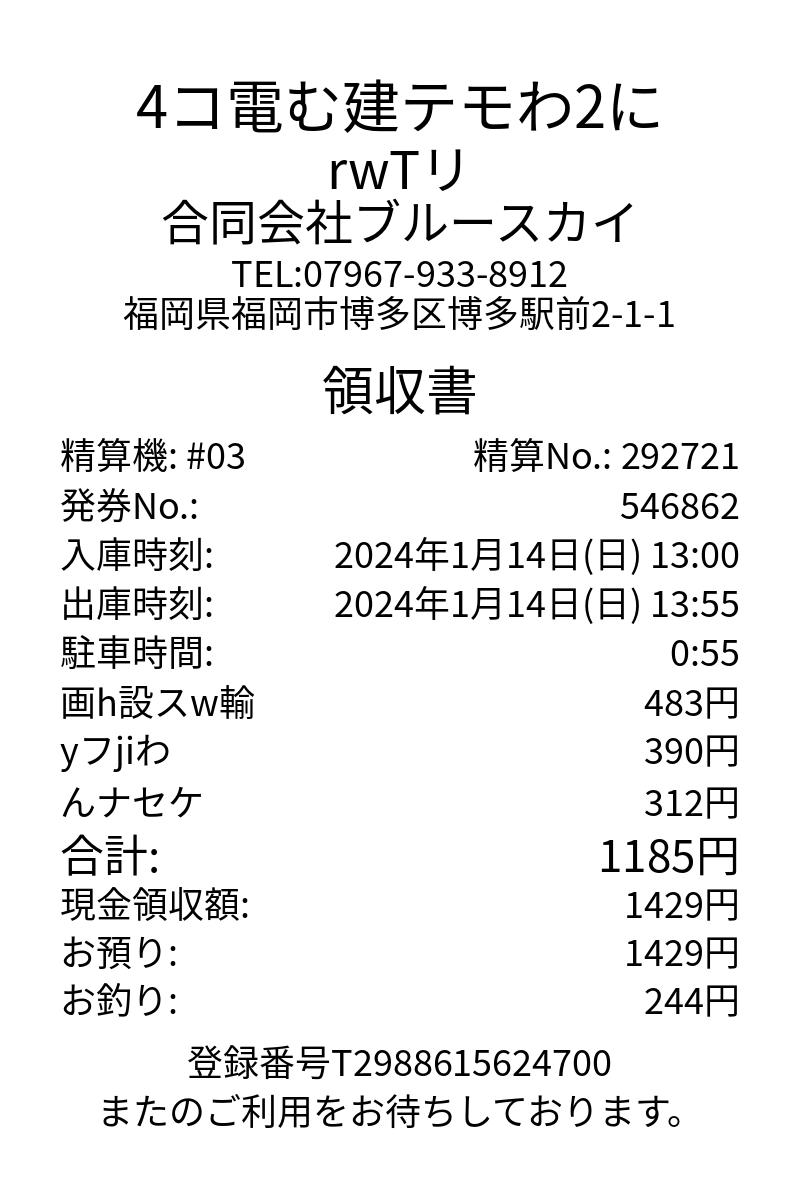 4コ電む建テモわ2に
rwTリ
合同会社ブルースカイ
TEL:07967-933-8912
福岡県福岡市博多区博多駅前2-1-1
領収書
精算機: #03 精算No.: 292721
発券No.: 546862
入庫時刻: 2024年1月14日(日) 13:00
出庫時刻: 2024年1月14日(日) 13:55
駐車時間: 0:55
画h設スw輸 483円
yフjiわ 390円
んナセケ 312円
合計: 1185円
現金領収額: 1429円
お預り: 1429円
お釣り: 244円
登録番号T2988615624700
またのご利用をお待ちしております。